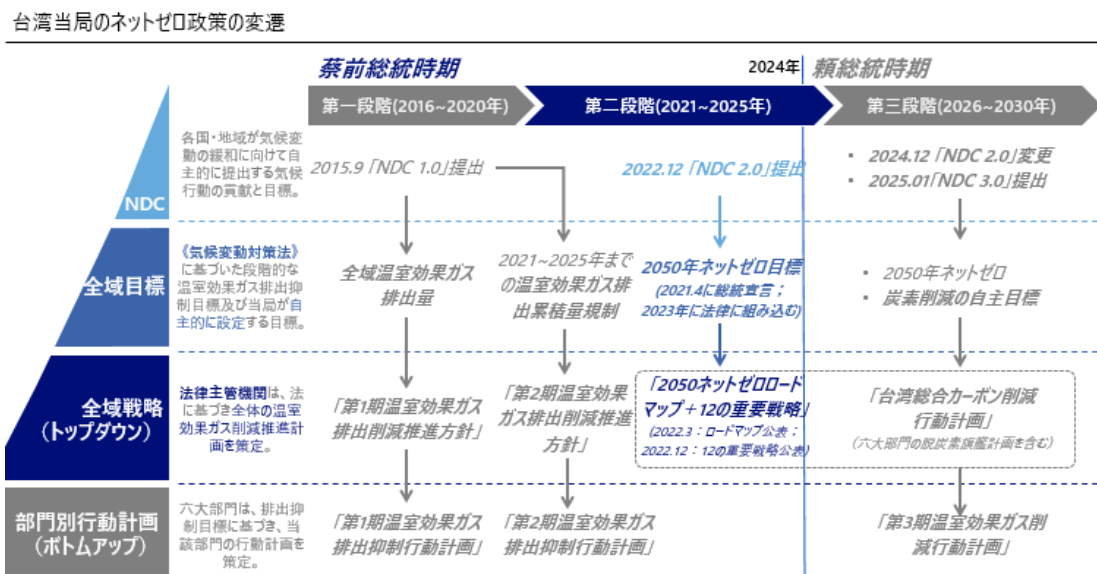 台湾当局のネットゼロ政策の変遷
蔡前総統時期
2024年
頼総統時期
第一段階(2016~2020年)
第二段階(2021~2025年)
第三段階(2026~2030年)
NDC
各国・地域が気候変
動の緩和に向けて自
主的に提出する気候
行動の貢献と目標。
2015.9「NDC 1.0」提出
2022.12「NDC 2.0」提出
• 2024.12「NDC 2.0」変更
• 2025.01「NDC 3.0」提出
全域目標
《気候変動対策法》
に基づいた段階的な
温室効果ガス排出抑
制目標及び当局が自
主的に設定する目標。
全域温室効果ガス
排出量
2021~2025年まで
の温室効果ガス排
出累積量規制
2050年ネットゼロ目標
(2021.4に総統宣言；
2023年に法律に組み込む)
• 2050年ネットゼロ
• 炭素削減の自主目標
全域戦略
(トップダウン)
法律主管機関は、法
に基づき全体の温室
効果ガス削減推進計
画を策定。
「第1期温室効果ガス
排出削減推進方針」
「第2期温室効果
ガス排出削減推進
方針」
「2050ネットゼロロード
マップ＋12の重要戦略」
(2022.3：ロードマップ公表；
2022.12：12の重要戦略公表)
「台湾総合カーボン削減
行動計画」
(六大部門の脱炭素旗艦計画を含む)
部門別行動計画
(ボトムアップ)
六大部門は、排出抑
制目標に基づき、当
該部門の行動計画を
策定。
「第1期温室効果ガス
排出抑制行動計画」
「第2期温室効果ガス
排出抑制行動計画」
「第3期温室効果ガス削
減行動計画」